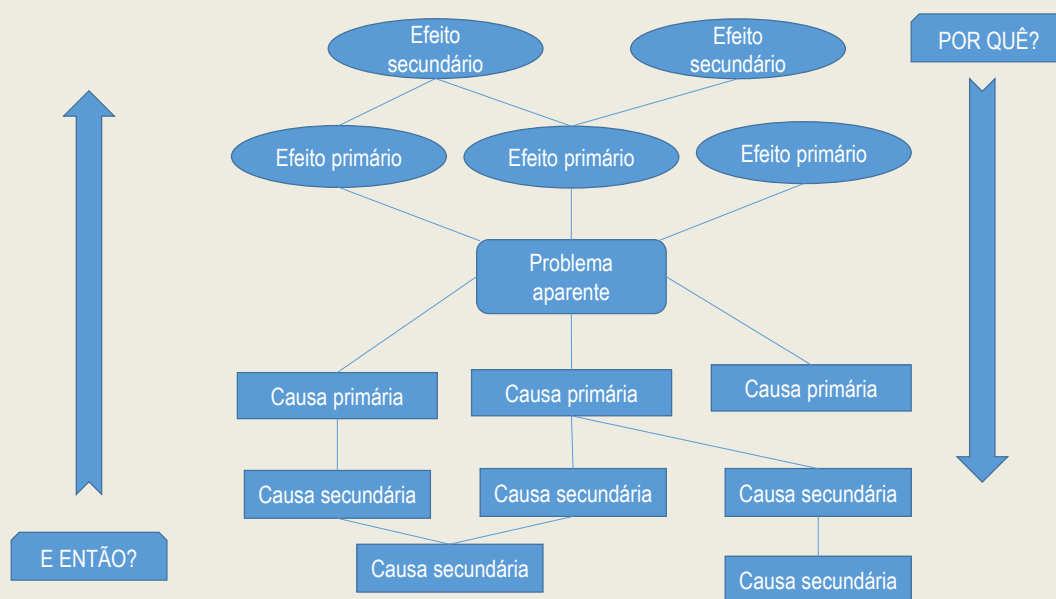 Efeito
secundário
Efeito
secundário
POR QUÊ?
Efeito primário
Efeito primário
Efeito primário
Problema
aparente
Causa primária
Causa primária
Causa primária
Causa secundária
Causa secundária
Causa secundária
E ENTÃO?
Causa secundária
Causa secundária